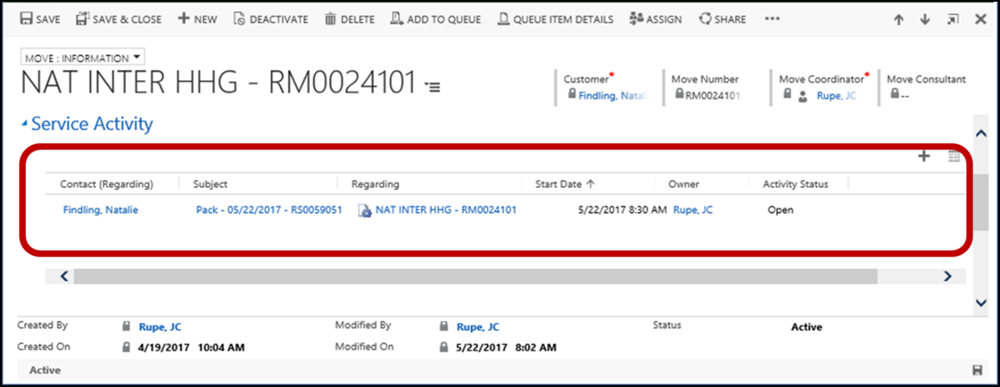 SAVE SAVE & CLOSE NEW DEACTIVATE DELETE ADD TO QUEUE QUEUE ITEM DETAILS ASSIGN SHARE •••
MOVE : INFORMATION
NAT INTER HHG - RM0024101
Customer* Move Number Move Coordinator* Move Consultant
Findling, Natali RM0024101 Rupe, JC --
Service Activity
Contact (Regarding) Subject Regarding Start Date Owner Activity Status
Findling, Natalie Pack - 05/22/2017 - RS0059051 NAT INTER HHG - RM0024101 5/22/2017 8:30 AM Rupe, JC Open
Created By Rupe, JC Modified By Rupe, JC Status Active
Created On 4/19/2017 10:04 AM Modified On 5/22/2017 8:02 AM
Active